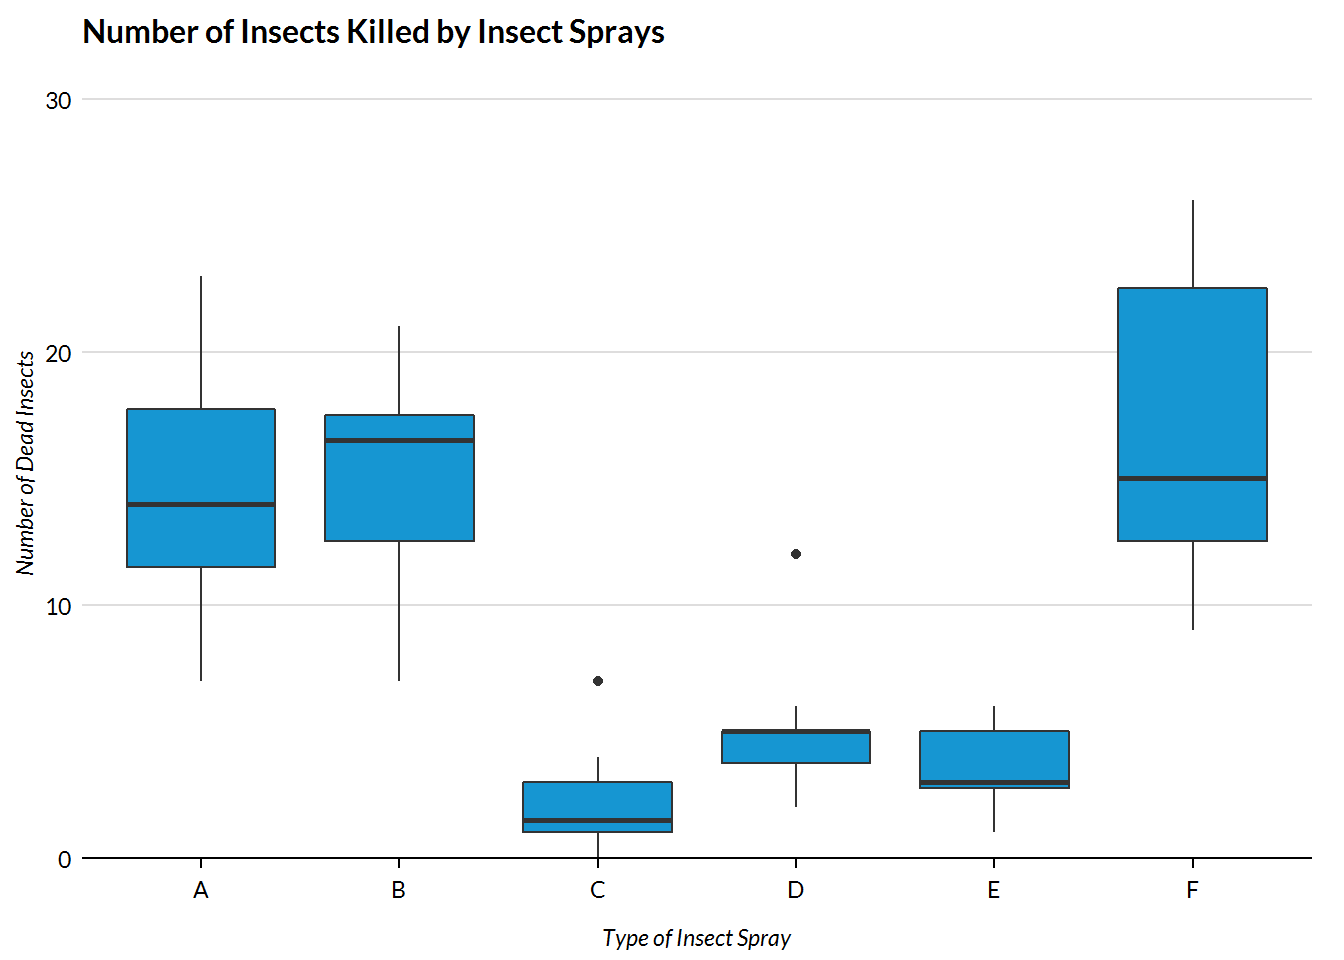 Number of Insects Killed by Insect Sprays
30
20
10
0
Number of Dead Insects
A B C D E F
Type of Insect Spray